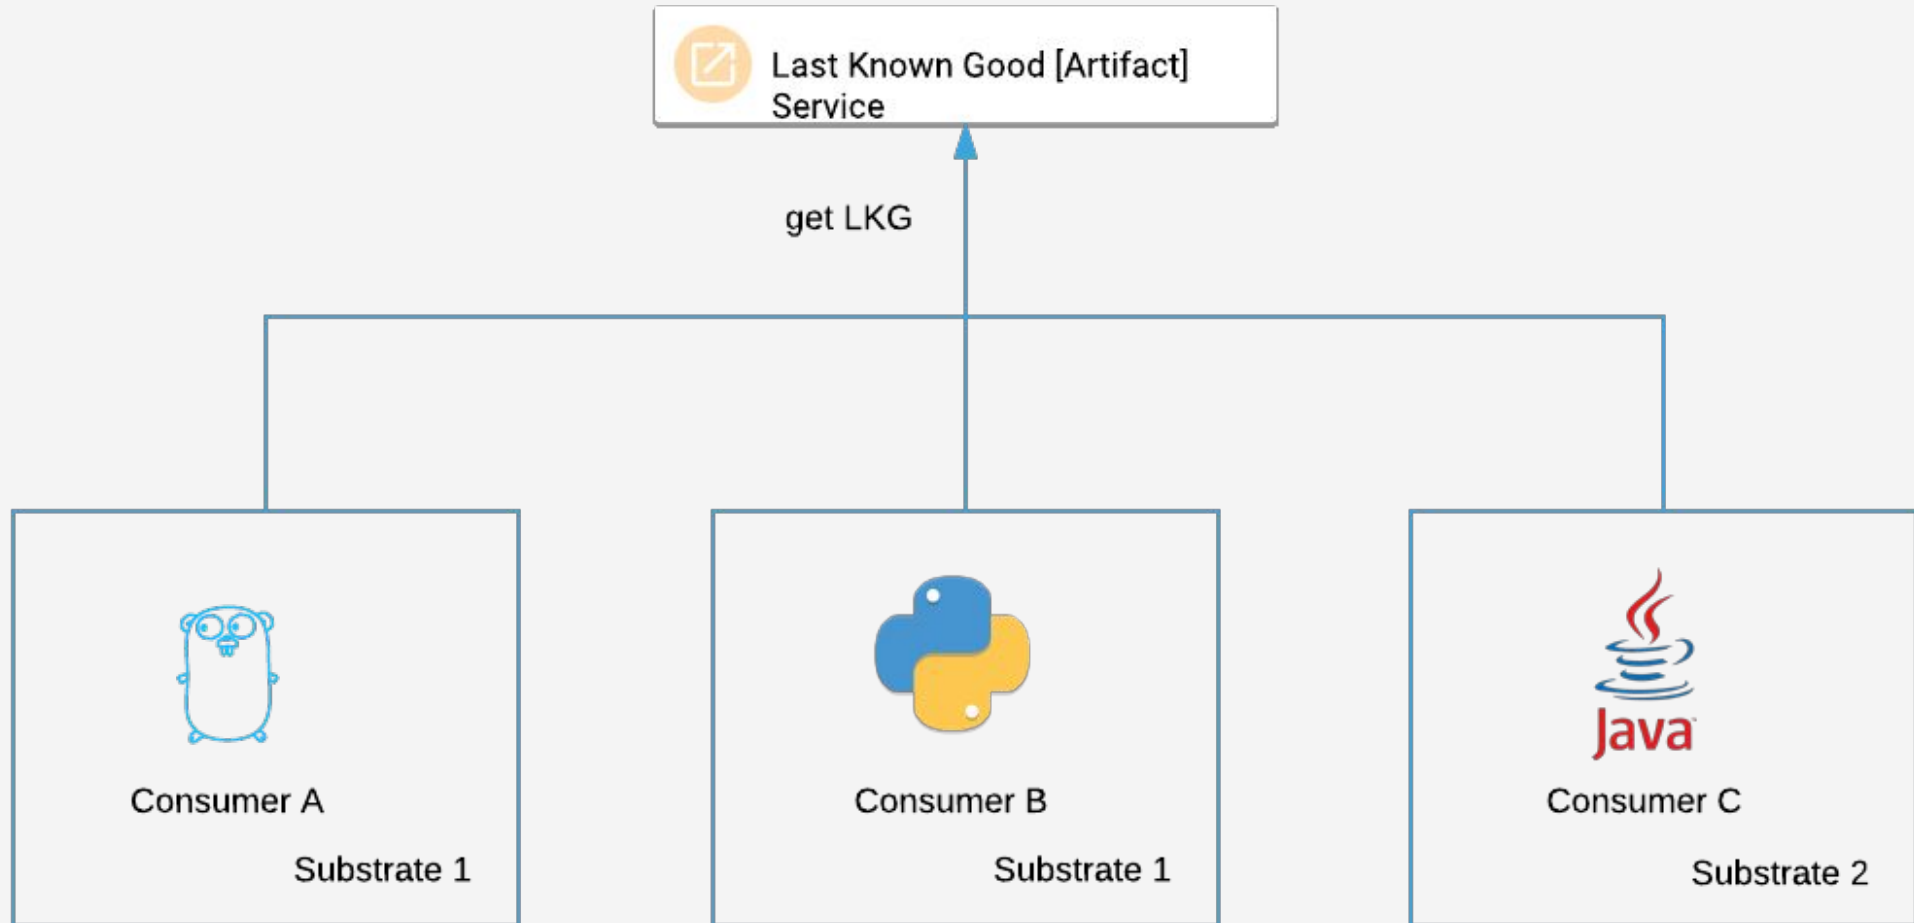 Last Known Good [Artifact]
Service
get LKG
Java
Consumer A
Consumer B
Consumer C
Substrate 1
Substrate 1
Substrate 2